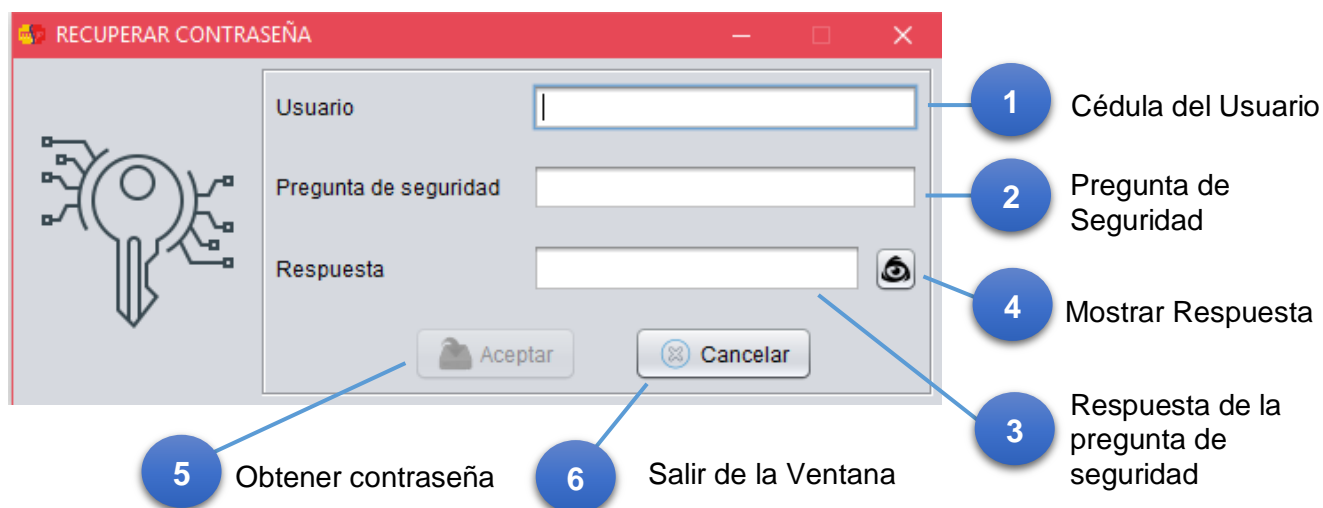 RECUPERAR CONTRASEÑA
Usuario
1
Cédula del Usuario
Pregunta de seguridad
2
Pregunta de
Seguridad
Respuesta
4
Mostrar Respuesta
Aceptar
Cancelar
3
Respuesta de la
pregunta de
seguridad
5
Obtener contraseña
6
Salir de la Ventana